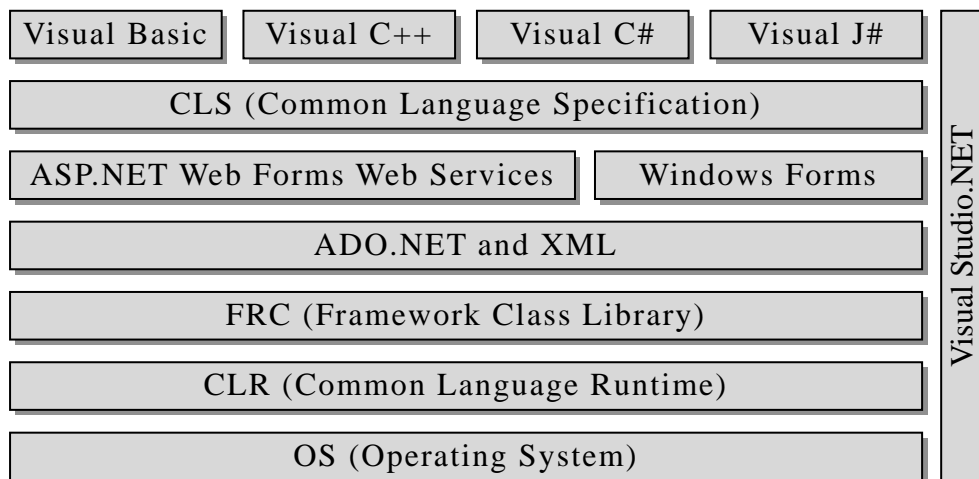 Visual Basic
Visual C++
Visual C#
Visual J#
CLS (Common Language Specification)
ASP.NET Web Forms Web Services
Windows Forms
ADO.NET and XML
FRC (Framework Class Library)
CLR (Common Language Runtime)
OS (Operating System)
Visual Studio.NET